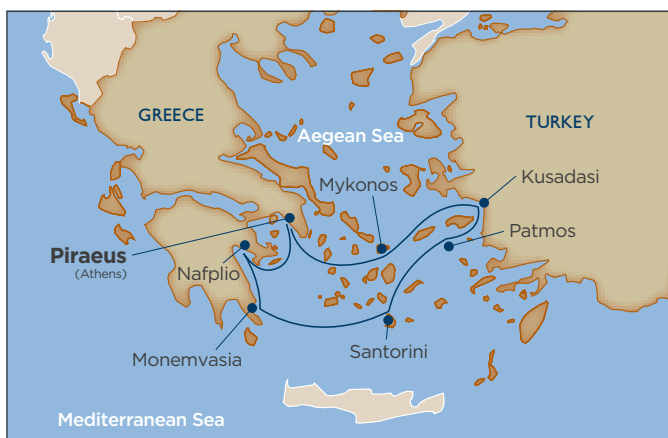 GREECE
TURKEY
Aegean Sea
Mykonos
Kusadasi
Piraeus
(Athens)
Nafplio
Patmos
Monemvasia
Santorini
Mediterranean Sea